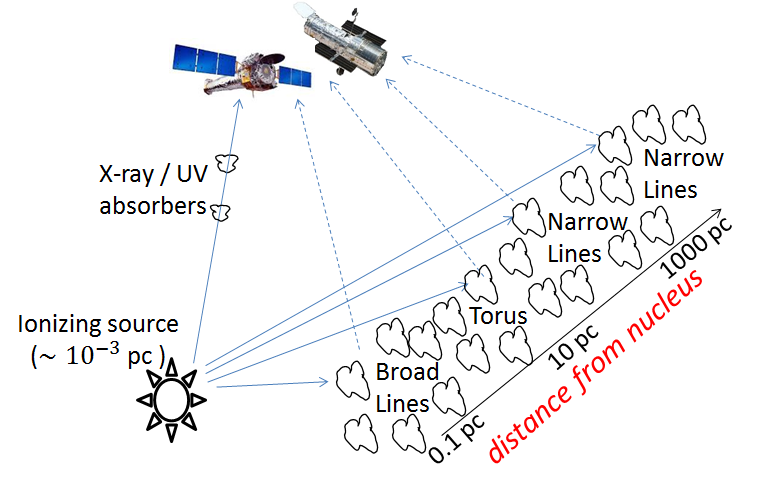 X-ray / UV
absorbers
Ionizing source
(~ 10⁻³ pc )
Narrow
Lines
Narrow
Lines
Torus
Broad
Lines
0.1 pc
10 pc
1000 pc
distance from nucleus